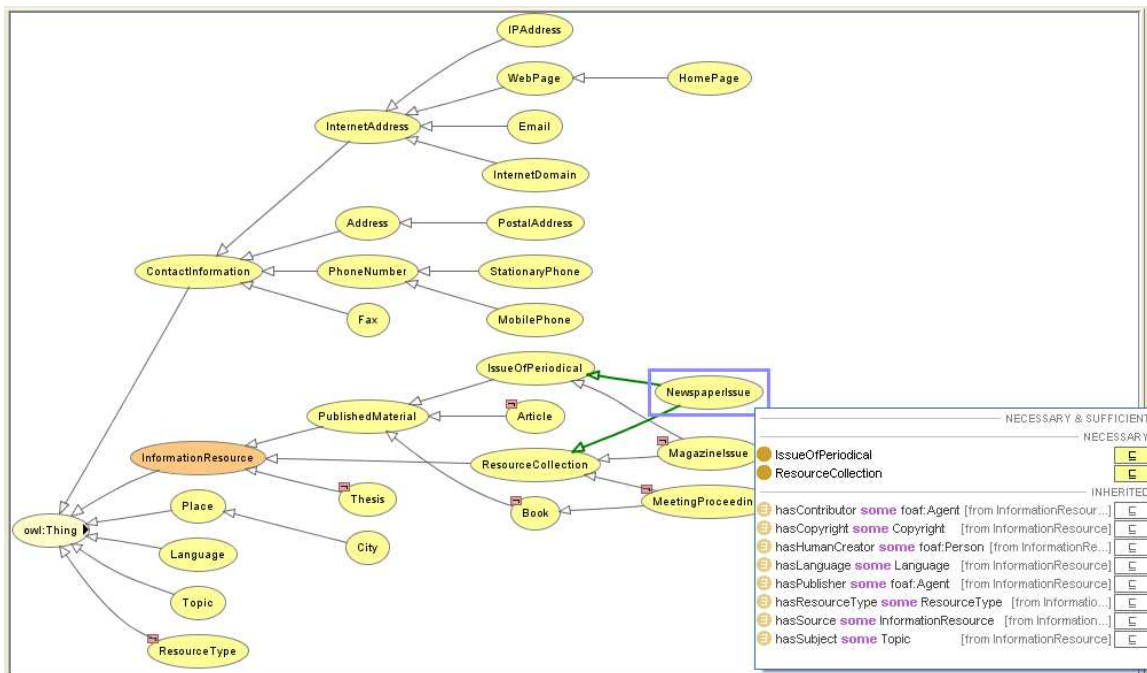 IPAddress
WebPage
HomePage
InternetAddress
Email
InternetDomain
Address
PostalAddress
ContactInformation
PhoneNumber
StationaryPhone
Fax
MobilePhone
IssueOfPeriodical
NewspaperIssue
PublishedMaterial
Article
InformationResource
ResourceCollection
MagazineIssue
Thesis
Book
MeetingProceedin
Place
owl:Thing
Language
City
Topic
ResourceType
NECESSARY & SUFFICIENT
NECESSARY
IssueOfPeriodical ⊑
ResourceCollection ⊑
INHERITED
hasContributor some foaf:Agent [from InformationResour...] ⊑
hasCopyright some Copyright [from InformationResource] ⊑
hasHumanCreator some foaf:Person [from InformationRe...] ⊑
hasLanguage some Language [from InformationResource] ⊑
hasPublisher some foaf:Agent [from InformationResource] ⊑
hasResourceType some ResourceType [from Informatio...] ⊑
hasSource some InformationResource [from Information...] ⊑
hasSubject some Topic [from InformationResource] ⊑